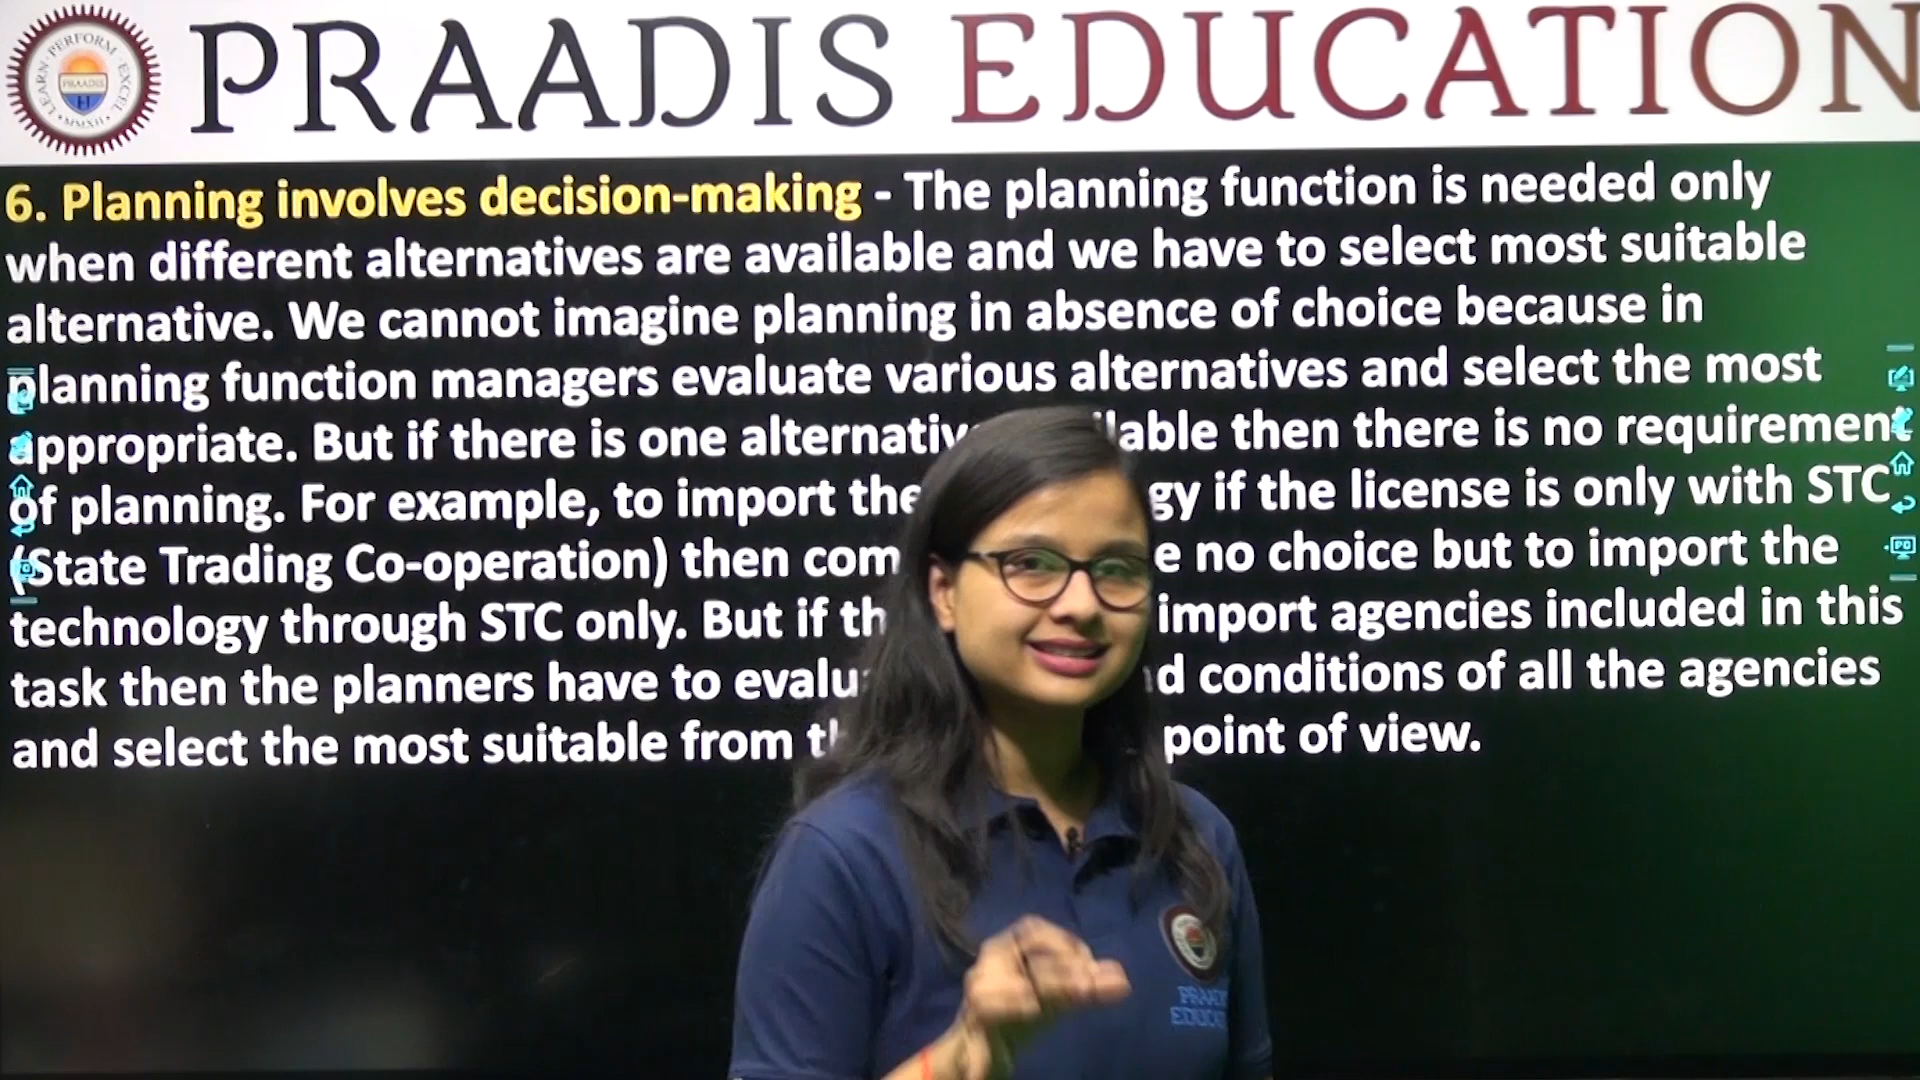 PRAADIS EDUCATION
LEARN · PERFORM · EXCEL
PRAADIS
· MMXII ·
6. Planning involves decision-making - The planning function is needed only
when different alternatives are available and we have to select most suitable
alternative. We cannot imagine planning in absence of choice because in
planning function managers evaluate various alternatives and select the most
appropriate. But if there is one then there is no requirement
of planning. For example, to import if the license is only with STC
(State Trading Co-operation) then no choice but to import the
technology through STC only. But if import agencies included in this
task then the planners have to conditions of all the agencies
and select the most suitable from point of view.